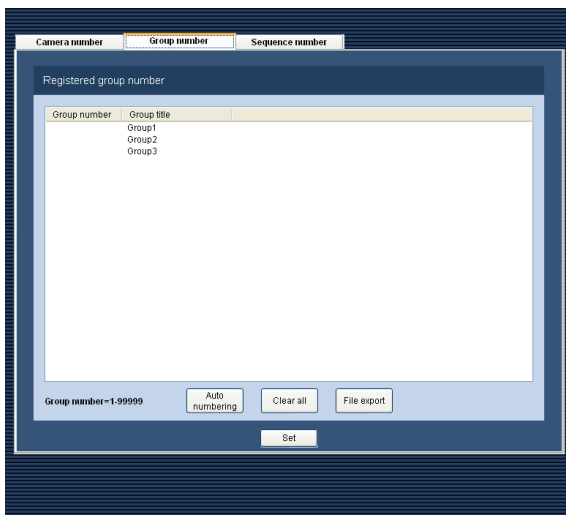 Camera number Group number Sequence number
Registered group number
Group number Group title
Group1
Group2
Group3
Group number=1-99999
Auto
numbering
Clear all
File export
Set